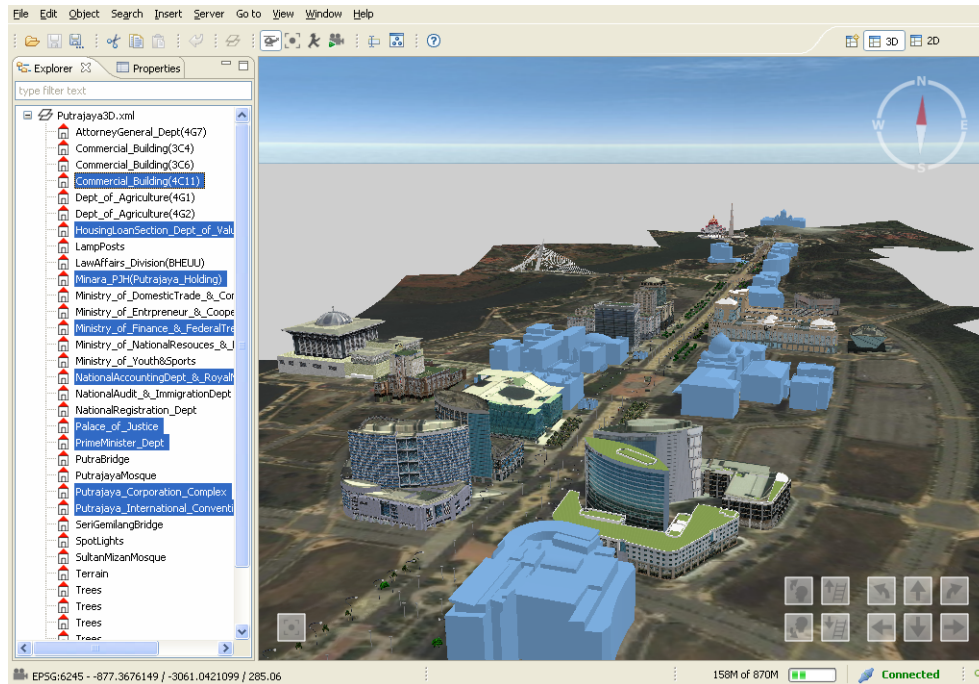 File Edit Object Search Insert Server Go to View Window Help
3D 2D
Explorer Properties
type filter text
Putrajaya3D.xml
AttorneyGeneral_Dept(4G7)
Commercial_Building(3C4)
Commercial_Building(3C6)
Commercial_Building(4C11)
Dept_of_Agriculture(4G1)
Dept_of_Agriculture(4G2)
HousingLoanSection_Dept_of_Valu
LampPosts
LawAffairs_Division(BHEUU)
Minara_PJH(Putrajaya_Holding)
Ministry_of_DomesticTrade_&_Cor
Ministry_of_Entrpreneur_&_Coope
Ministry_of_Finance_&_FederalTre
Ministry_of_NationalResouces_&_
Ministry_of_Youth&Sports
NationalAccountingDept_&_RoyalM
NationalAudit_&_ImmigrationDept
NationalRegistration_Dept
Palace_of_Justice
PrimeMinister_Dept
PutraBridge
PutrajayaMosque
Putrajaya_Corporation_Complex
Putrajaya_International_Conventi
SeriGemilangBridge
SpotLights
SultanMizanMosque
Terrain
Trees
Trees
Trees
Trees
N
W E
S
EPSG:6245 - -877.3676149 / -3061.0421099 / 285.06 158M of 870M Connected